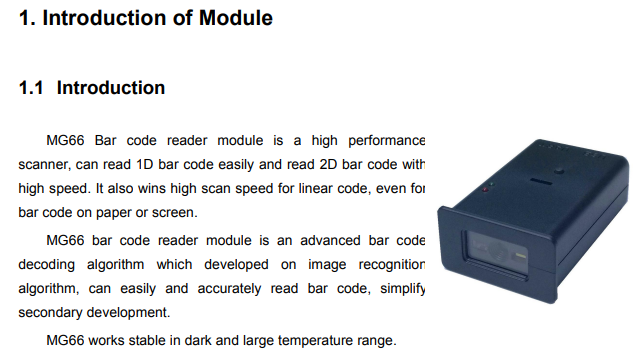 1. Introduction of Module
1.1 Introduction
MG66 Bar code reader module is a high performance
scanner, can read 1D bar code easily and read 2D bar code with
high speed. It also wins high scan speed for linear code, even for
bar code on paper or screen.
MG66 bar code reader module is an advanced bar code
decoding algorithm which developed on image recognition
algorithm, can easily and accurately read bar code, simplify
secondary development.
MG66 works stable in dark and large temperature range.